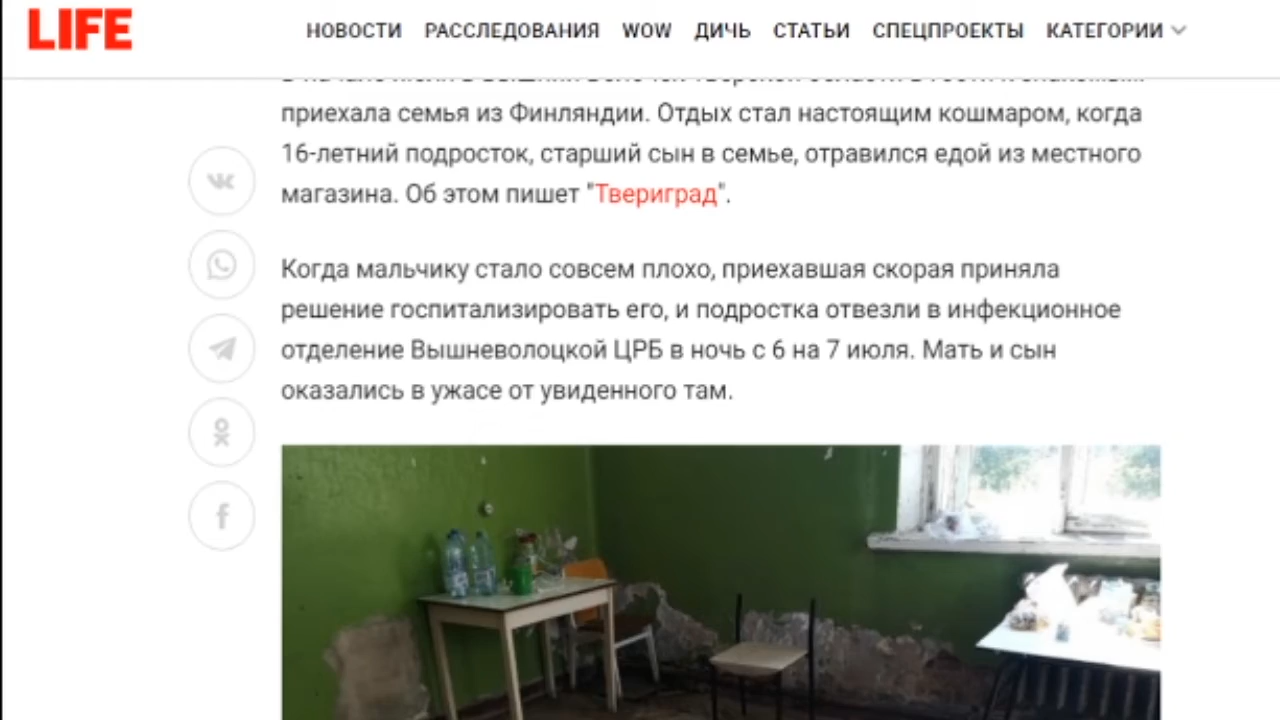 LIFE
НОВОСТИ РАССЛЕДОВАНИЯ WOW ДИЧЬ СТАТЬИ СПЕЦПРОЕКТЫ КАТЕГОРИИ
приехала семья из Финляндии. Отдых стал настоящим кошмаром, когда
16-летний подросток, старший сын в семье, отравился едой из местного
магазина. Об этом пишет "Твериград".
Когда мальчику стало совсем плохо, приехавшая скорая приняла
решение госпитализировать его, и подростка отвезли в инфекционное
отделение Вышневолоцкой ЦРБ в ночь с 6 на 7 июля. Мать и сын
оказались в ужасе от увиденного там.